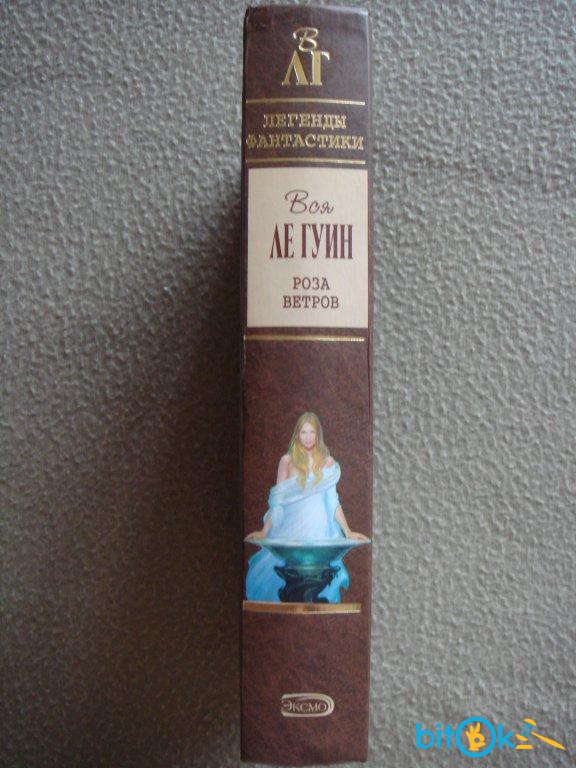 В
ЛГ
ЛЕГЕНДЫ
ФАНТАСТИКИ
Вся
ЛЕ ГУИН
РОЗА
ВЕТРОВ
ЭКСМО
bitok